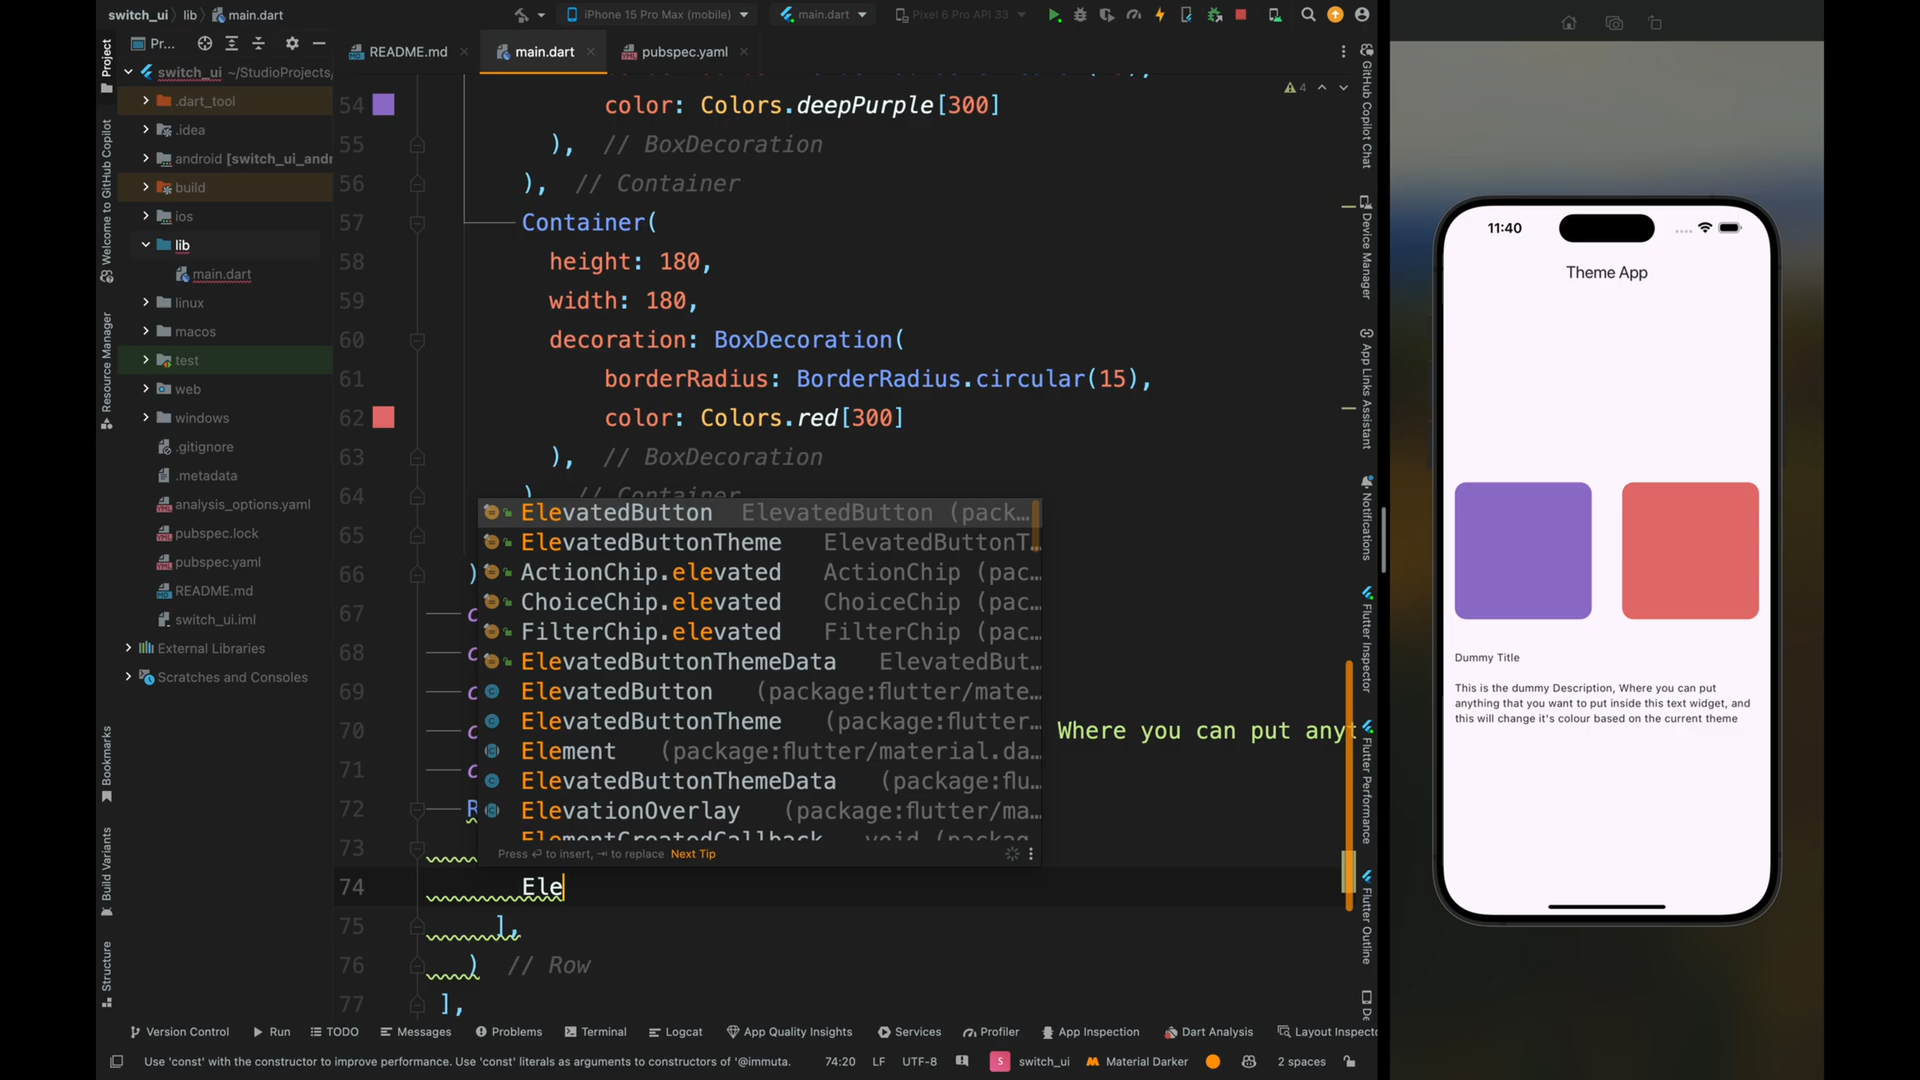 switch_ui
lib
main.dart
iPhone 15 Pro Max (mobile)
main.dart
Pixel 6 Pro API 33
Pr...
README.md
main.dart
pubspec.yaml
switch_ui ~/StudioProjects/
.dart_tool
.idea
android [switch_ui_andr
build
ios
lib
main.dart
linux
macos
test
web
windows
.gitignore
.metadata
analysis_options.yaml
pubspec.lock
pubspec.yaml
README.md
switch_ui.iml
External Libraries
Scratches and Consoles
Project
Welcome to GitHub Copilot
Resource Manager
Bookmarks
Build Variants
Structure
4
54 color: Colors.deepPurple[300]
55 ), // BoxDecoration
56 ), // Container
57 Container(
58 height: 180,
59 width: 180,
60 decoration: BoxDecoration(
61 borderRadius: BorderRadius.circular(15),
62 color: Colors.red[300]
63 ), // BoxDecoration
64 ) // Container
65
66 )
67 c
68 c
69 c
70 c Where you can put anyt
71 c
72 R
73
74 Ele
75 ],
76 ) // Row
77 ],
ElevatedButton ElevatedButton (pack...
ElevatedButtonTheme ElevatedButtonT...
ActionChip.elevated ActionChip (pac...
ChoiceChip.elevated ChoiceChip (pac...
FilterChip.elevated FilterChip (pac...
ElevatedButtonThemeData ElevatedBut...
ElevatedButton (package:flutter/mate...
ElevatedButtonTheme (package:flutter...
Element (package:flutter/material.da...
ElevatedButtonThemeData (package:flu...
ElevationOverlay (package:flutter/ma...
ElementCreatedCallback void (packag
Press ↩ to insert, ⇥ to replace Next Tip
GitHub Copilot Chat
Device Manager
App Links Assistant
Notifications
Flutter Inspector
Flutter Performance
Flutter Outline
De
Version Control
Run
TODO
Messages
Problems
Terminal
Logcat
App Quality Insights
Services
Profiler
App Inspection
Dart Analysis
Layout Inspecto
Use 'const' with the constructor to improve performance. Use 'const' literals as arguments to constructors of '@immuta.
74:20
LF
UTF-8
S
switch_ui
Material Darker
2 spaces
11:40
Theme App
Dummy Title
This is the dummy Description, Where you can put
anything that you want to put inside this text widget, and
this will change it's colour based on the current theme